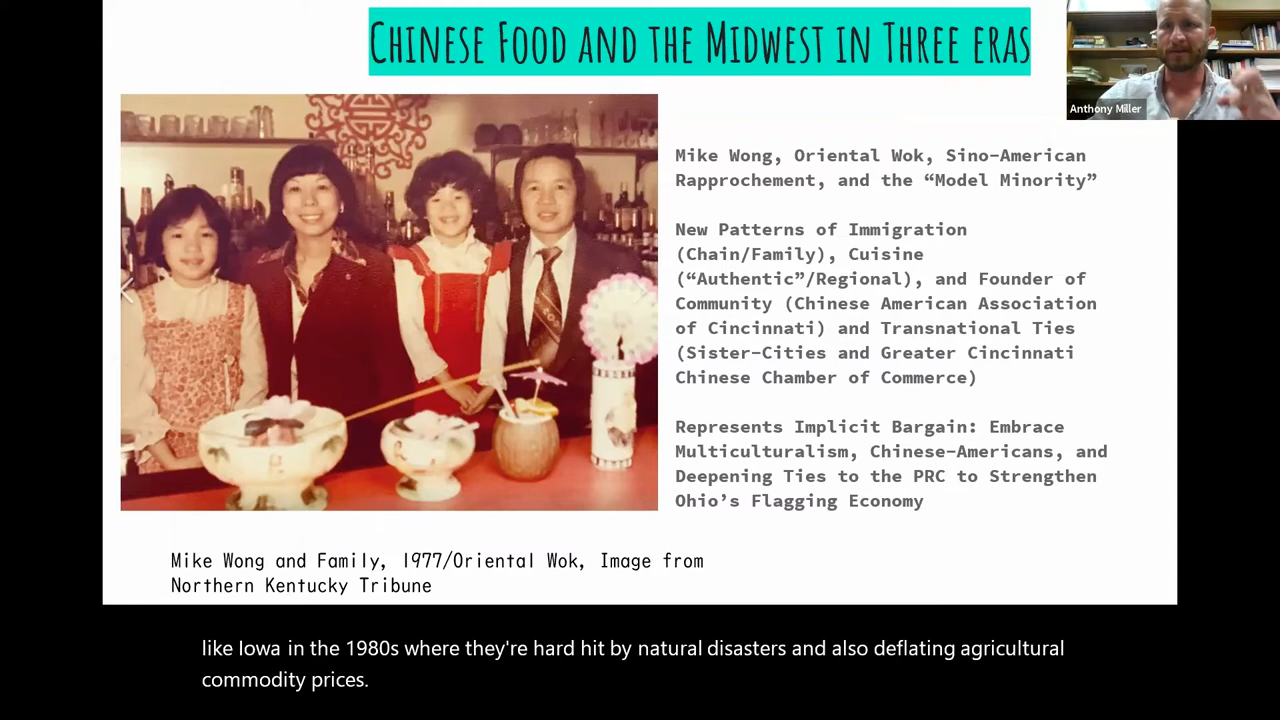 Chinese Food and the Midwest in Three eras
Anthony Miller
Mike Wong, Oriental Wok, Sino-American
Rapprochement, and the “Model Minority”
New Patterns of Immigration
(Chain/Family), Cuisine
(“Authentic”/Regional), and Founder of
Community (Chinese American Association
of Cincinnati) and Transnational Ties
(Sister-Cities and Greater Cincinnati
Chinese Chamber of Commerce)
Represents Implicit Bargain: Embrace
Multiculturalism, Chinese-Americans, and
Deepening Ties to the PRC to Strengthen
Ohio’s Flagging Economy
Mike Wong and Family, 1977/Oriental Wok, Image from
Northern Kentucky Tribune
like Iowa in the 1980s where they're hard hit by natural disasters and also deflating agricultural
commodity prices.